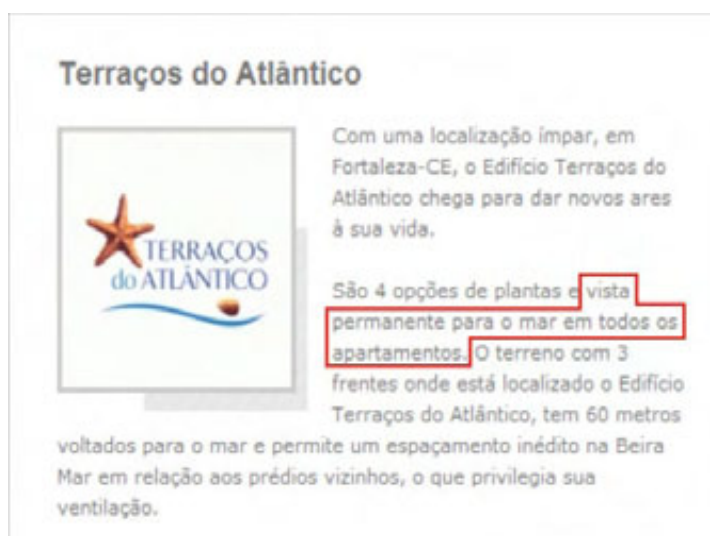 Terraços do Atlântico
TERRAÇOS
do ATLÂNTICO
Com uma localização ímpar, em
Fortaleza-CE, o Edifício Terraços do
Atlântico chega para dar novos ares
à sua vida.
São 4 opções de plantas e vista
permanente para o mar em todos os
apartamentos. O terreno com 3
frentes onde está localizado o Edifício
Terraços do Atlântico, tem 60 metros
voltados para o mar e permite um espaçamento inédito na Beira
Mar em relação aos prédios vizinhos, o que privilegia sua
ventilação.